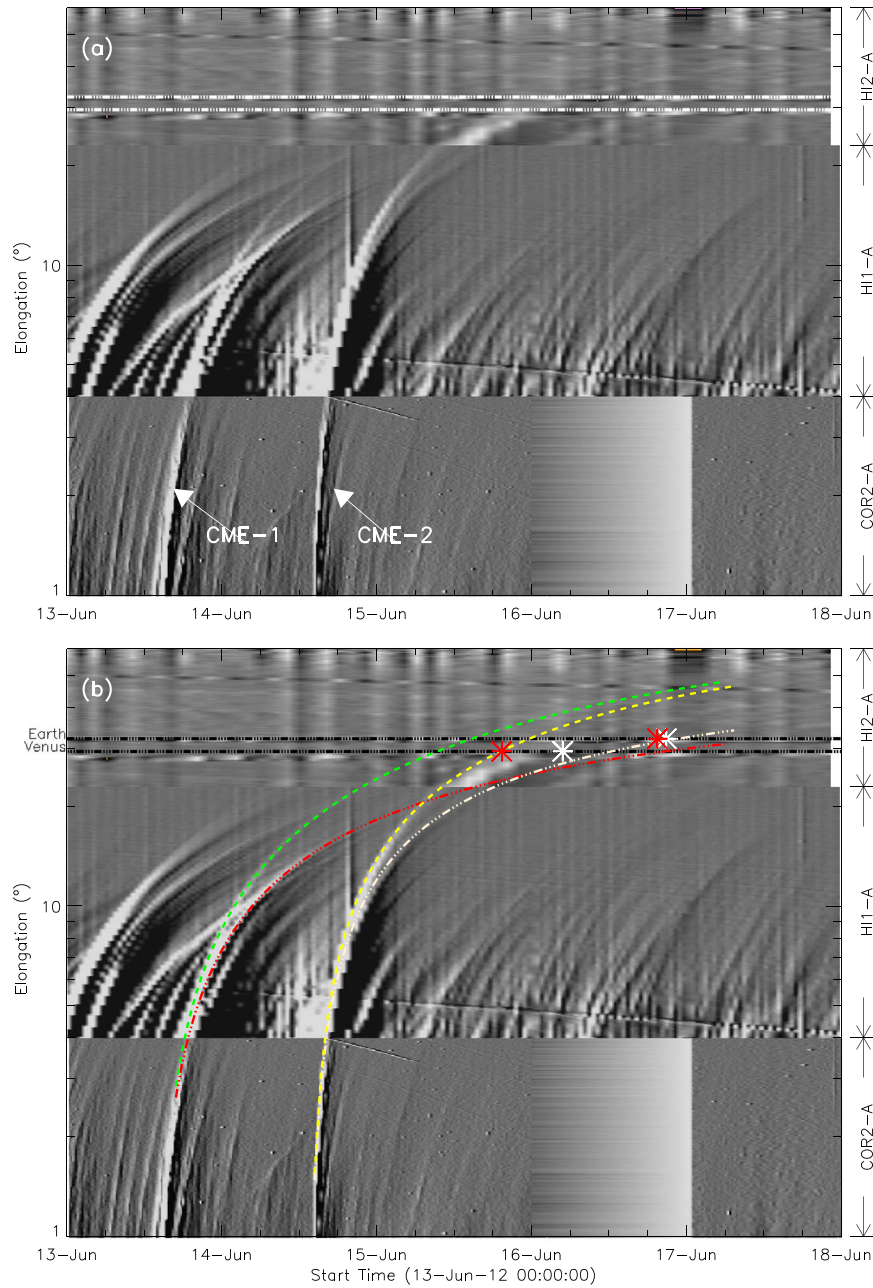 (a)
HI2-A
10
HI1-A
Elongation (°)
CME-1
CME-2
COR2-A
1
13-Jun 14-Jun 15-Jun 16-Jun 17-Jun 18-Jun
(b)
HI2-A
Earth
Venus
10
HI1-A
Elongation (°)
COR2-A
1
13-Jun 14-Jun 15-Jun 16-Jun 17-Jun 18-Jun
Start Time (13-Jun-12 00:00:00)